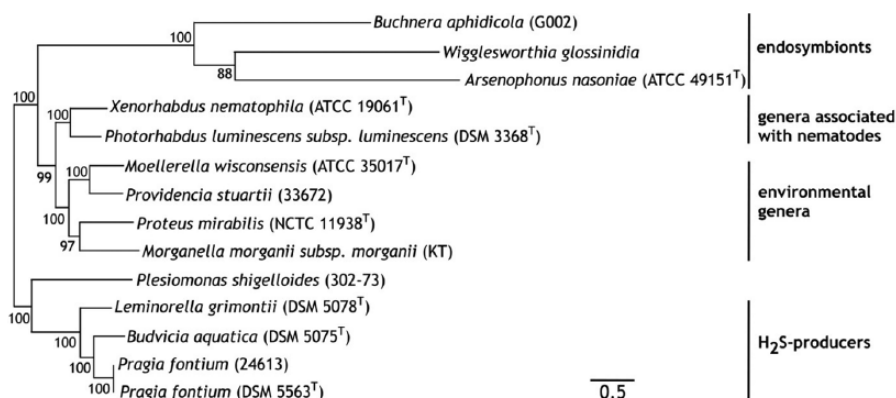 100
Buchnera aphidicola (G002)
88
Wigglesworthia glossinidia
Arsenophonus nasoniae (ATCC 49151ᵀ)
endosymbionts
100
100
Xenorhabdus nematophila (ATCC 19061ᵀ)
Photorhabdus luminescens subsp. luminescens (DSM 3368ᵀ)
genera associated
with nematodes
99
100
100
Moellerella wisconsensis (ATCC 35017ᵀ)
Providencia stuartii (33672)
97
Proteus mirabilis (NCTC 11938ᵀ)
Morganella morganii subsp. morganii (KT)
environmental
genera
100
Plesiomonas shigelloides (302-73)
100
Leminorella grimontii (DSM 5078ᵀ)
100
Budvicia aquatica (DSM 5075ᵀ)
100
Pragia fontium (24613)
Pragia fontium (DSM 5563ᵀ)
H₂S-producers
0.5